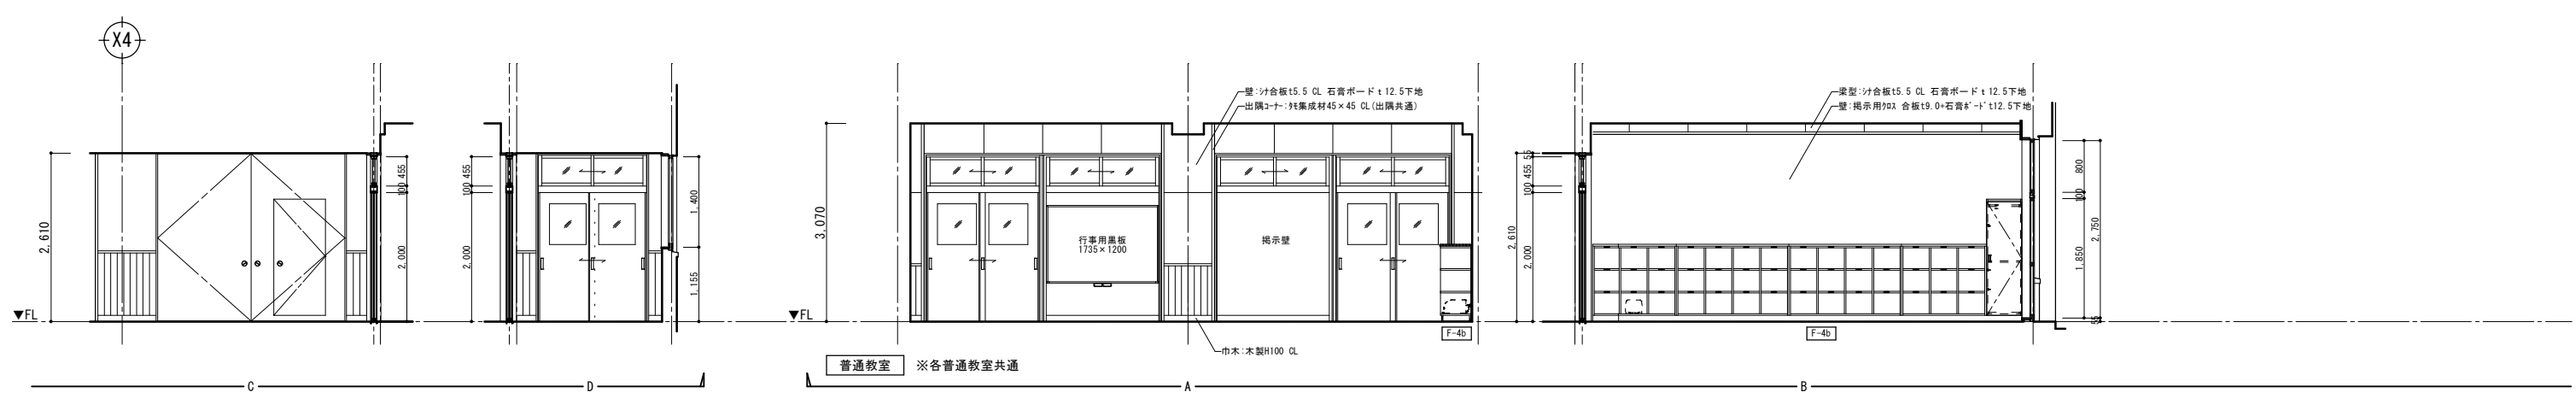 X4
壁:ｼﾅ合板t5.5 CL 石膏ボードｔ12.5下地
出隅ｺｰﾅｰ:ﾀﾓ集成材45×45 CL(出隅共通)
梁型:ｼﾅ合板t5.5 CL 石膏ボードｔ12.5下地
壁:掲示用ｸﾛｽ 合板t9.0+石膏ﾎﾞｰﾄﾞt12.5下地
2,610
100 455
2,000
100 455
2,000
1,400
1,155
3,070
行事用黒板
1735×1200
掲示壁
2,610
100 455 55
2,000
800
100
1,850
55
2,750
▼FL
▼FL
F-4b
F-4b
巾木:木製H100 CL
普通教室 ※各普通教室共通
C
D
A
B